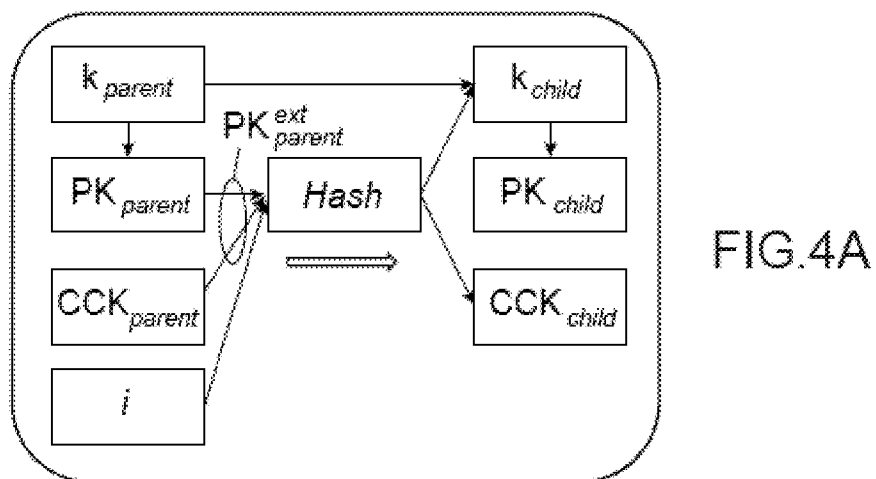 k parent
k child
PK ext parent
PK parent
Hash
PK child
CCK parent
CCK child
i
FIG.4A